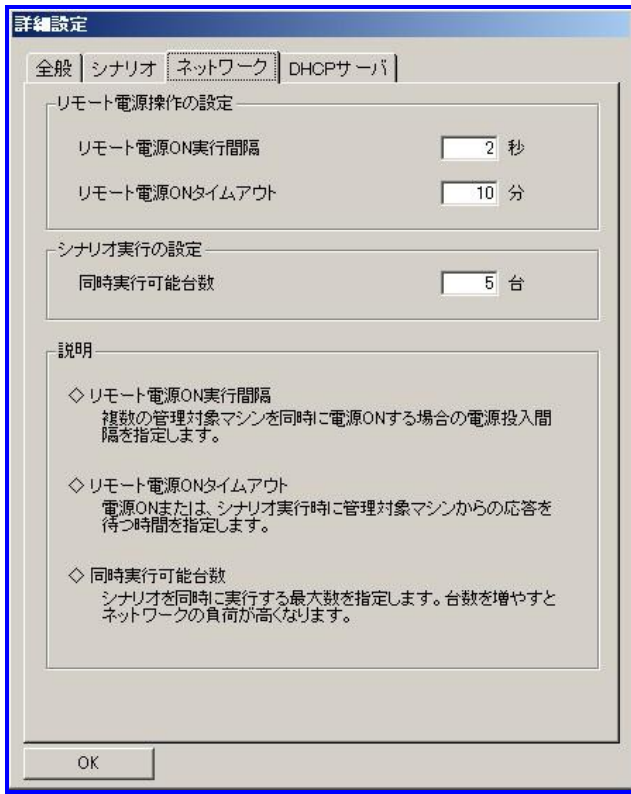 詳細設定
全般 シナリオ ネットワーク DHCPサーバ
リモート電源操作の設定
リモート電源ON実行間隔 2 秒
リモート電源ONタイムアウト 10 分
シナリオ実行の設定
同時実行可能台数 5 台
説明
◇ リモート電源ON実行間隔
複数の管理対象マシンを同時に電源ONする場合の電源投入間
隔を指定します。
◇ リモート電源ONタイムアウト
電源ONまたは、シナリオ実行時に管理対象マシンからの応答を
待つ時間を指定します。
◇ 同時実行可能台数
シナリオを同時に実行する最大数を指定します。台数を増やすと
ネットワークの負荷が高くなります。
OK